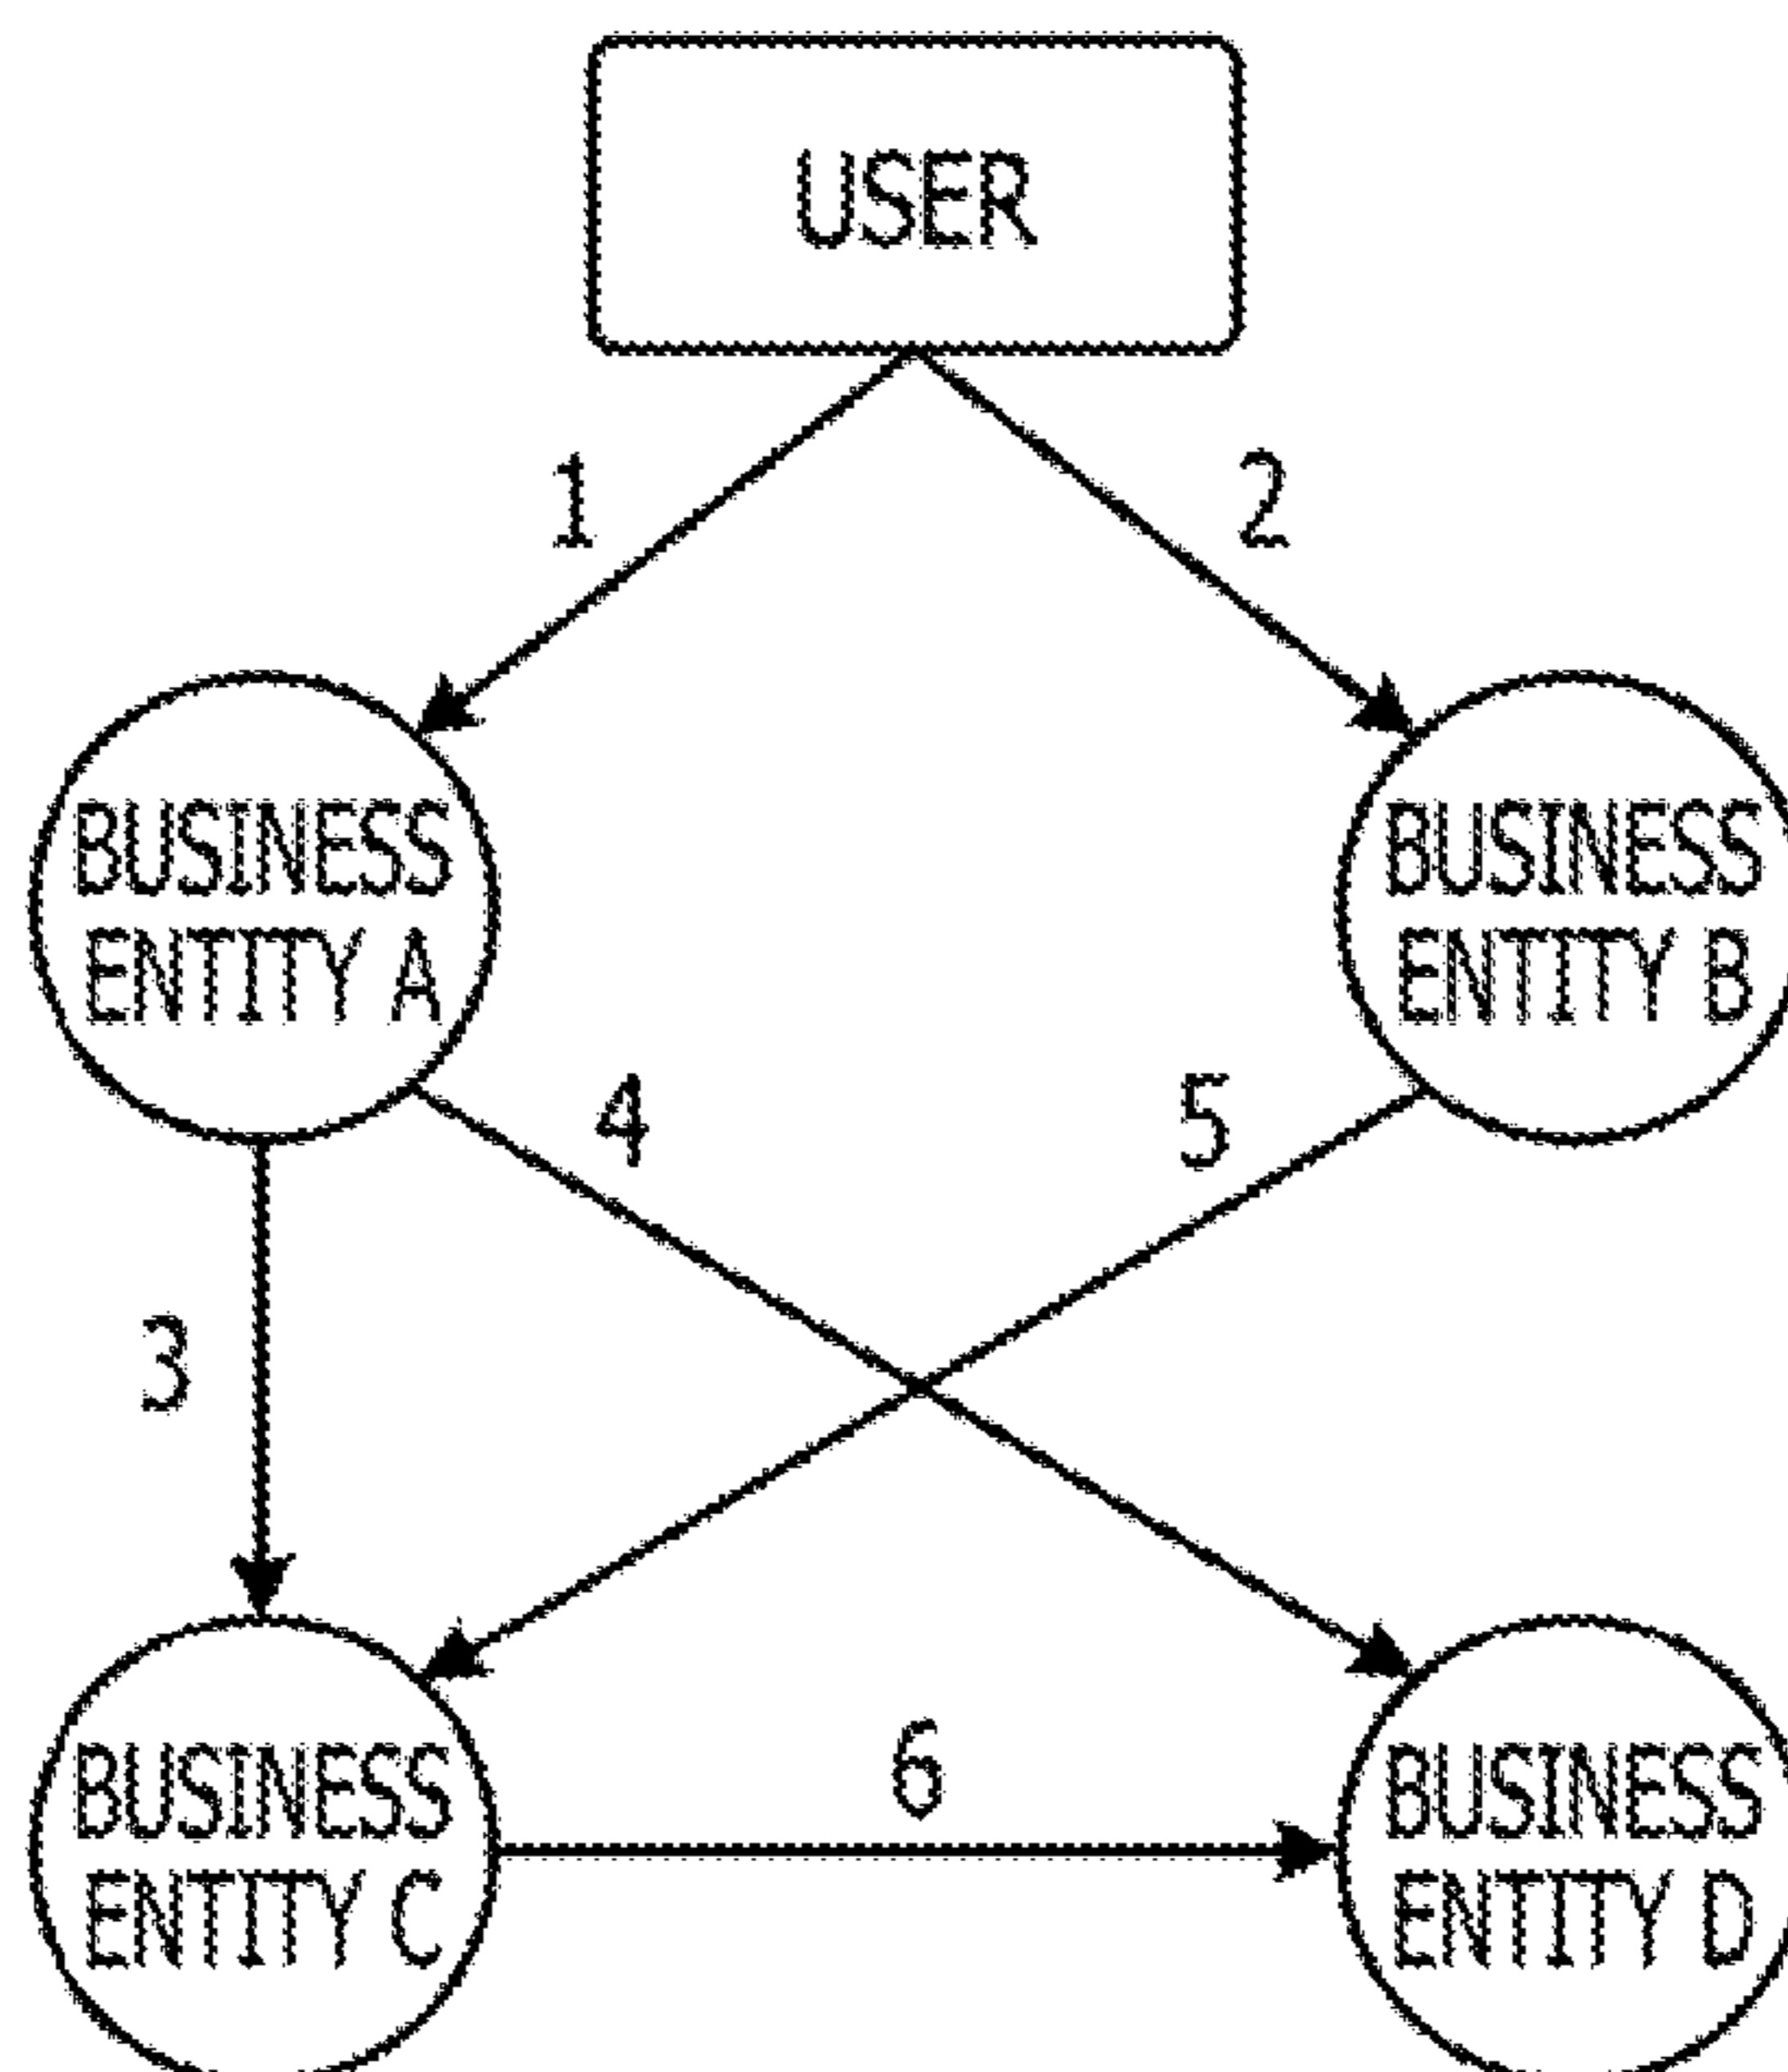 USER
1
2
BUSINESS
ENTITY A
BUSINESS
ENTITY B
4
5
3
6
BUSINESS
ENTITY C
BUSINESS
ENTITY D